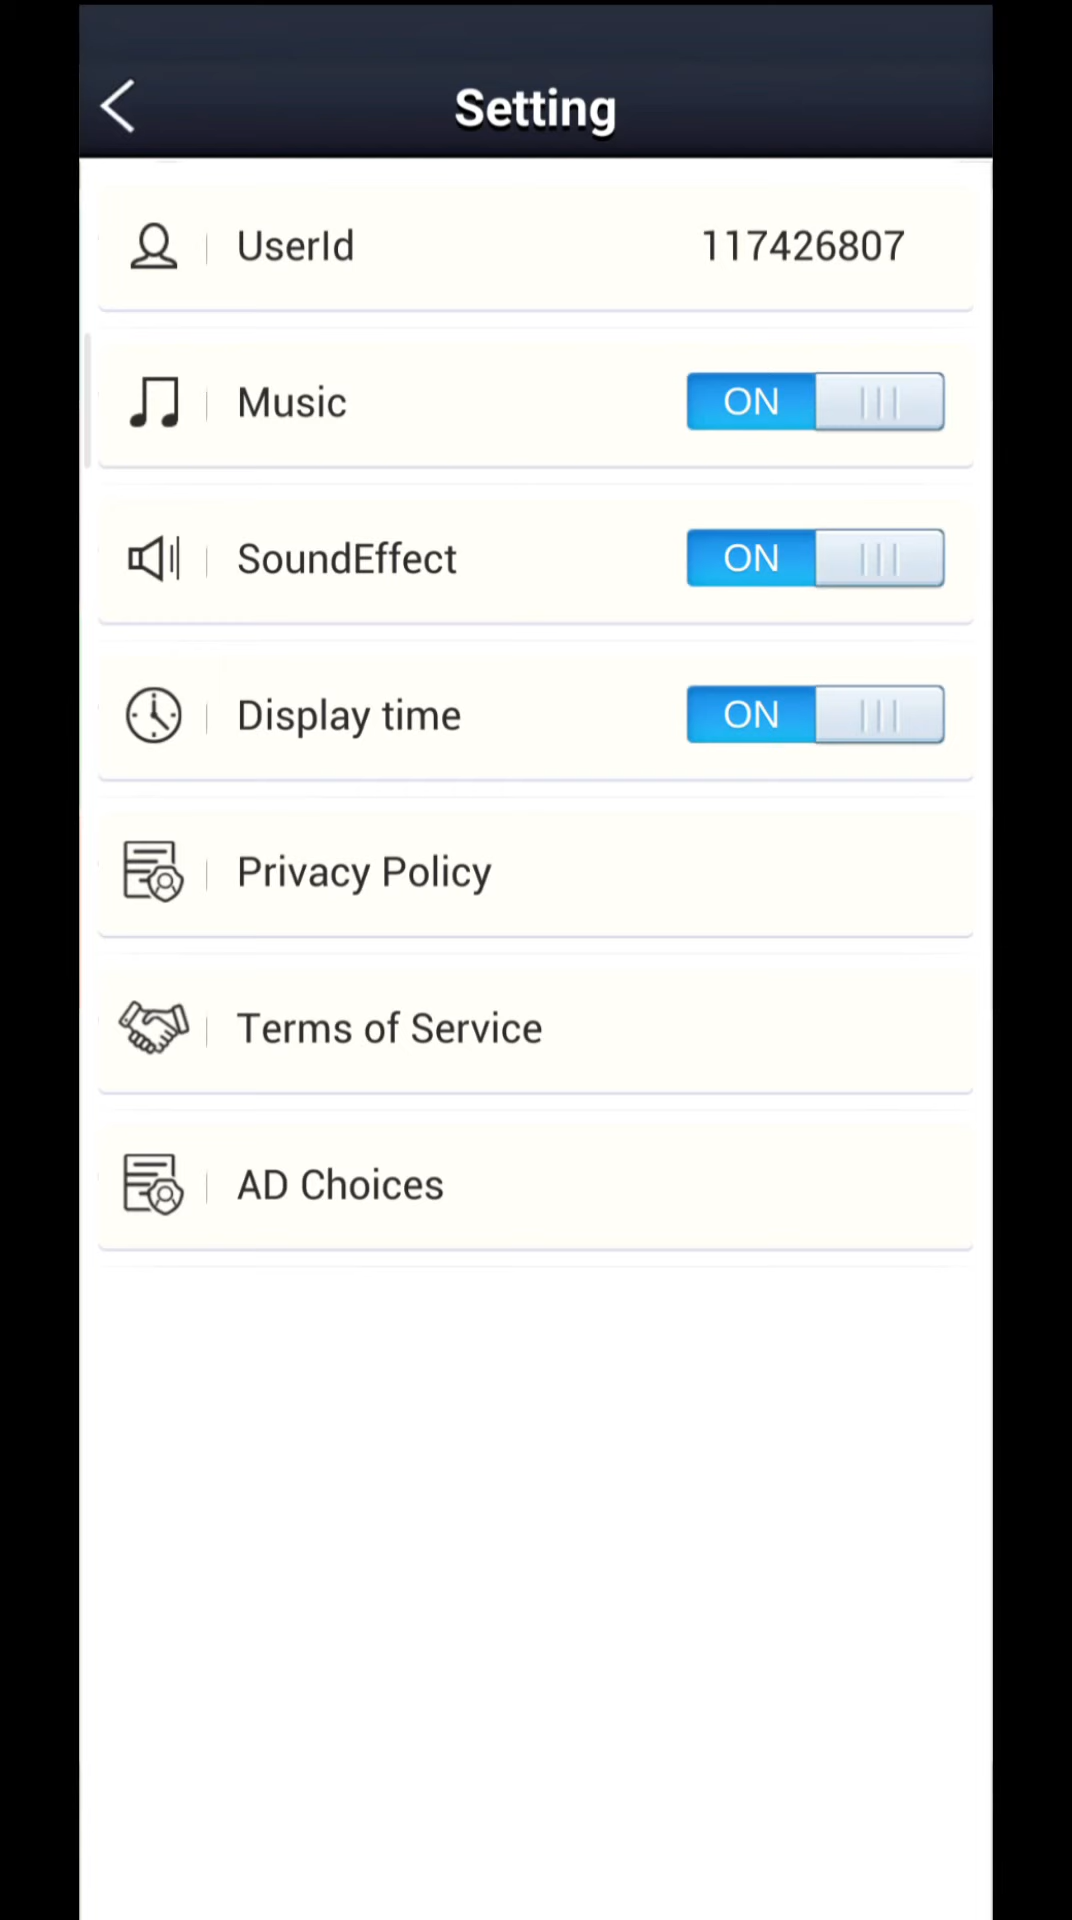 Setting
UserId 117426807
Music ON
SoundEffect ON
Display time ON
Privacy Policy
Terms of Service
AD Choices